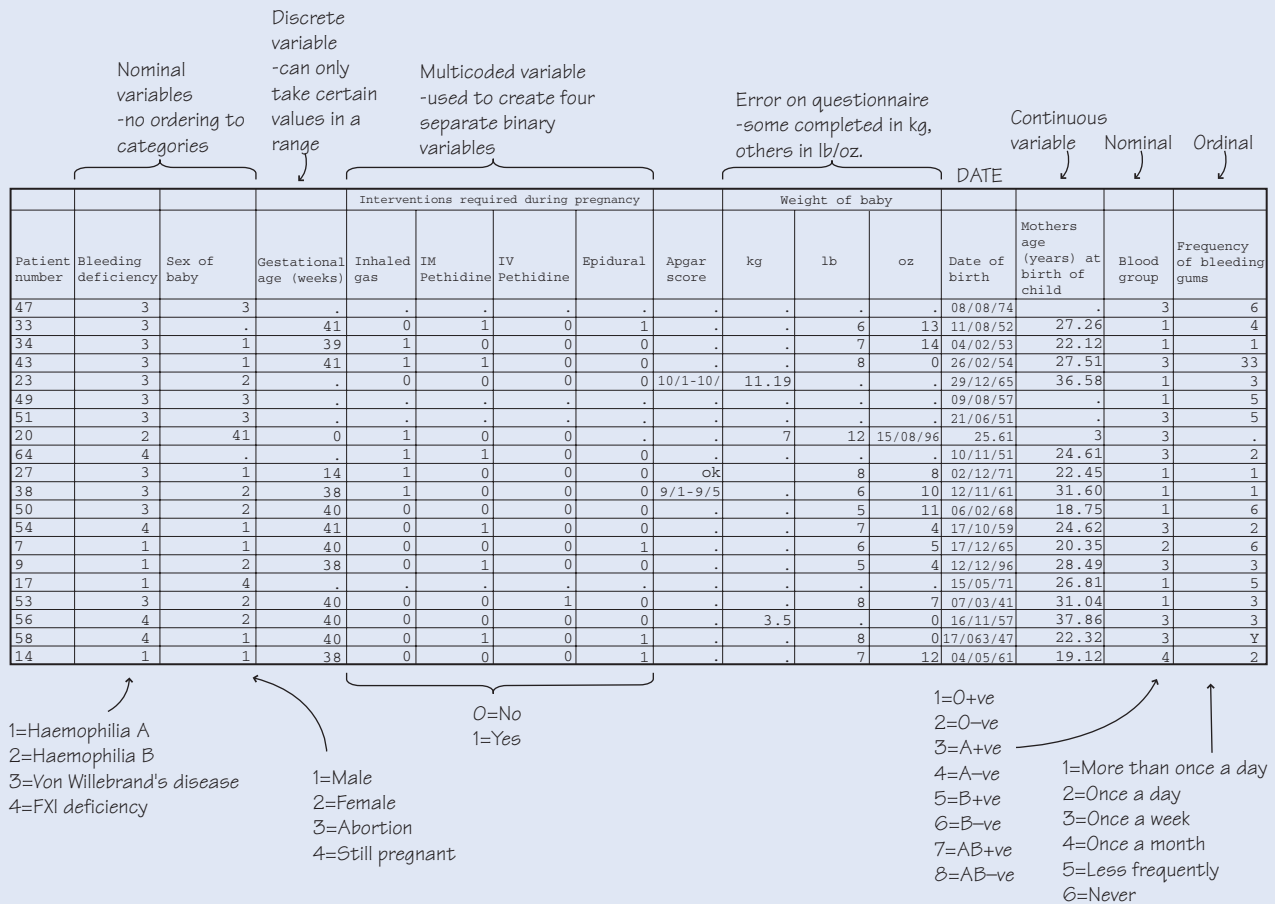 Nominal
variables
-no ordering to
categories
Discrete
variable
-can only
take certain
values in a
range
Multicoded variable
-used to create four
separate binary
variables
Error on questionnaire
-some completed in kg,
others in lb/oz.
DATE
Continuous
variable
Nominal
Ordinal
Interventions required during pregnancy Weight of baby
Patient number Bleeding deficiency Sex of baby Gestational age (weeks) Inhaled gas IM Pethidine IV Pethidine Epidural Apgar score kg lb oz Date of birth Mothers age (years) at birth of child Blood group Frequency of bleeding gums
47 3 3 . . . . . . . . . 08/08/74 . 3 6
33 3 . 41 0 1 0 1 . . 6 13 11/08/52 27.26 1 4
34 3 1 39 1 0 0 0 . . 7 14 04/02/53 22.12 1 1
43 3 1 41 1 1 0 0 . . 8 0 26/02/54 27.51 3 33
23 3 2 . 0 0 0 0 10/1-10/ 11.19 . . 29/12/65 36.58 1 3
49 3 3 . . . . . . . . . 09/08/57 . 1 5
51 3 3 . . . . . . . . . 21/06/51 . 3 5
20 2 41 0 1 0 0 . . 7 12 15/08/96 25.61 3 3 .
64 4 . . 1 1 0 0 . . . . 10/11/51 24.61 3 2
27 3 1 14 1 0 0 0 ok . 8 8 02/12/71 22.45 1 1
38 3 2 38 1 0 0 0 9/1-9/5 . 6 10 12/11/61 31.60 1 1
50 3 2 40 0 0 0 0 . . 5 11 06/02/68 18.75 1 6
54 4 1 41 0 1 0 0 . . 7 4 17/10/59 24.62 3 2
7 1 1 40 0 0 0 1 . . 6 5 17/12/65 20.35 2 6
9 1 2 38 0 1 0 0 . . 5 4 12/12/96 28.49 3 3
17 1 4 . . . . . . . . . 15/05/71 26.81 1 5
53 3 2 40 0 0 1 0 . . 8 7 07/03/41 31.04 1 3
56 4 2 40 0 0 0 0 . 3.5 . 0 16/11/57 37.86 3 3
58 4 1 40 0 1 0 1 . . 8 0 17/063/47 22.32 3 Y
14 1 1 38 0 0 0 1 . . 7 12 04/05/61 19.12 4 2
1=Haemophilia A
2=Haemophilia B
3=Von Willebrand's disease
4=FXI deficiency
1=Male
2=Female
3=Abortion
4=Still pregnant
0=No
1=Yes
1=O+ve
2=O–ve
3=A+ve
4=A–ve
5=B+ve
6=B–ve
7=AB+ve
8=AB–ve
1=More than once a day
2=Once a day
3=Once a week
4=Once a month
5=Less frequently
6=Never